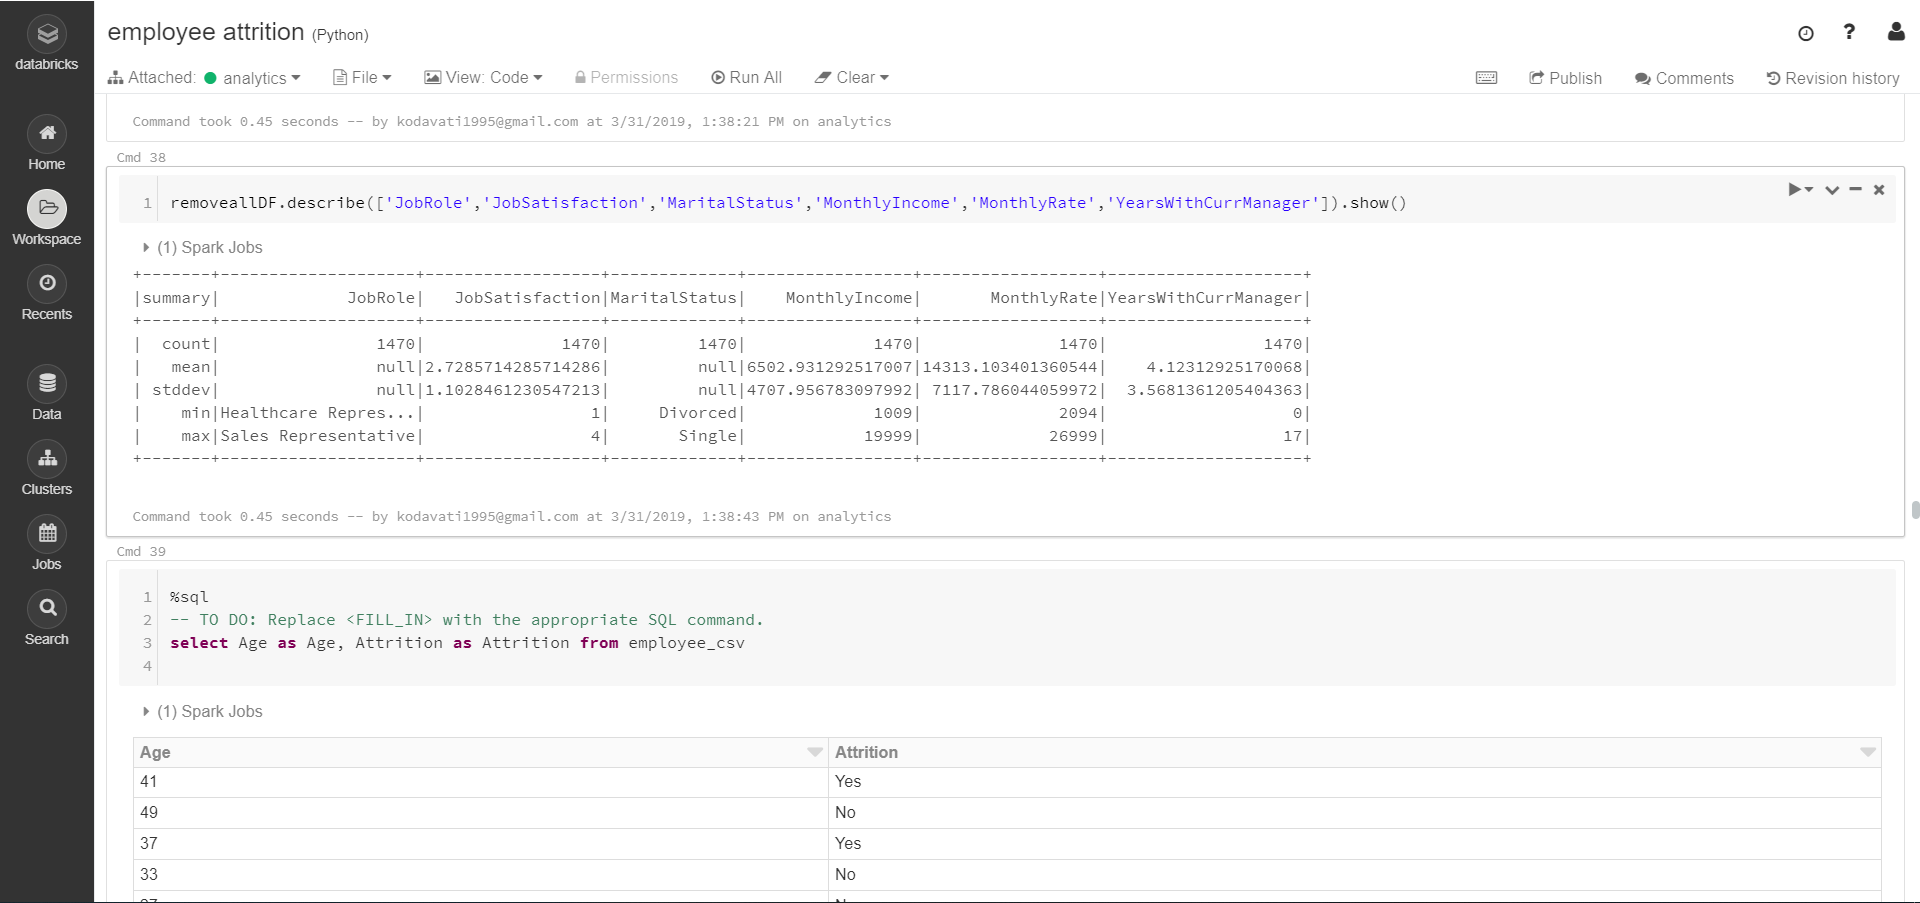 employee attrition (Python)
databricks
Attached: analytics File View: Code Permissions Run All Clear Publish Comments Revision history
Command took 0.45 seconds -- by kodavati1995@gmail.com at 3/31/2019, 1:38:21 PM on analytics
Home
Workspace
Recents
Data
Clusters
Jobs
Search
Cmd 38
1 removeallDF.describe(['JobRole','JobSatisfaction','MaritalStatus','MonthlyIncome','MonthlyRate','YearsWithCurrManager']).show()
(1) Spark Jobs
+-------+--------------------+------------------+-------------+-----------------+------------------+--------------------+
|summary|             JobRole|   JobSatisfaction|MaritalStatus|    MonthlyIncome|       MonthlyRate|YearsWithCurrManager|
+-------+--------------------+------------------+-------------+-----------------+------------------+--------------------+
|  count|                1470|              1470|         1470|             1470|              1470|                1470|
|   mean|                null|2.7285714285714286|         null|6502.931292517007|14313.103401360544|    4.12312925170068|
| stddev|                null|1.1028461230547213|         null|4707.956783097992| 7117.786044059972|  3.5681361205404363|
|    min|Healthcare Repres...|                 1|     Divorced|             1009|              2094|                   0|
|    max|Sales Representative|                 4|       Single|            19999|             26999|                  17|
+-------+--------------------+------------------+-------------+-----------------+------------------+--------------------+
Command took 0.45 seconds -- by kodavati1995@gmail.com at 3/31/2019, 1:38:43 PM on analytics
Cmd 39
1 %sql
2 -- TO DO: Replace <FILL_IN> with the appropriate SQL command.
3 select Age as Age, Attrition as Attrition from employee_csv
4
(1) Spark Jobs
Age Attrition
41 Yes
49 No
37 Yes
33 No